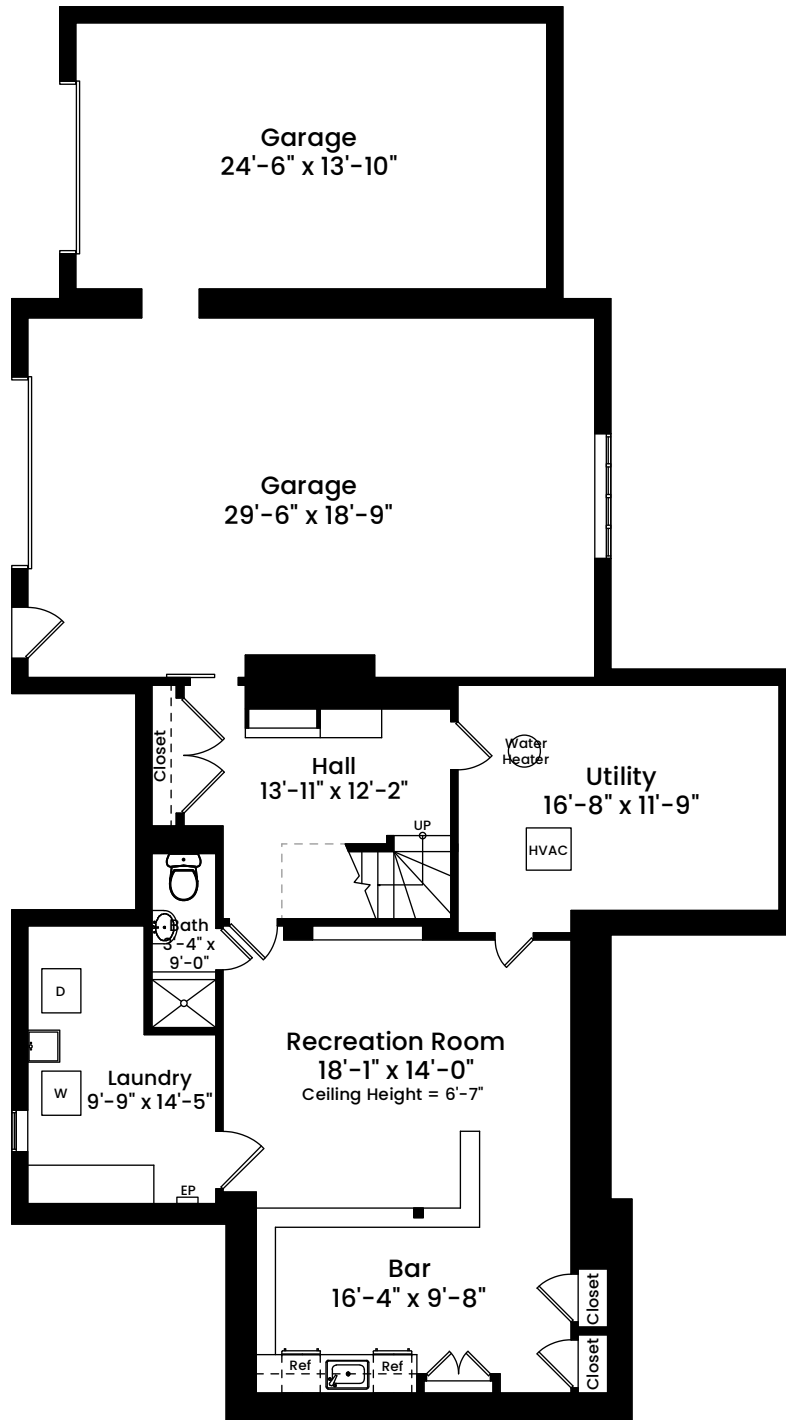 Garage
24'-6" x 13'-10"
Garage
29'-6" x 18'-9"
Closet
Hall
13'-11" x 12'-2"
Water
Heater
Utility
16'-8" x 11'-9"
UP
HVAC
Bath
3'-4" x
9'-0"
D
Recreation Room
18'-1" x 14'-0"
Ceiling Height = 6'-7"
Laundry
9'-9" x 14'-5"
W
EP
Bar
16'-4" x 9'-8"
Closet
Closet
Ref
Ref